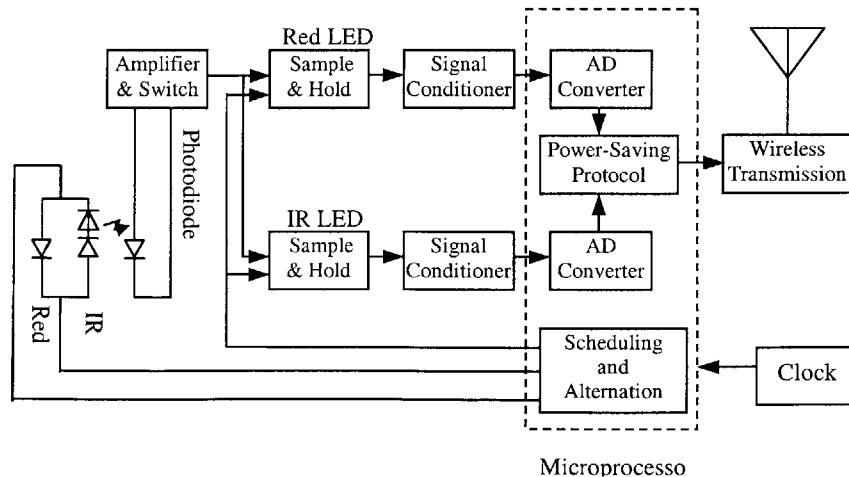 Red LED
Amplifier
& Switch
Sample
& Hold
Signal
Conditioner
AD
Converter
Photodiode
Power-Saving
Protocol
Wireless
Transmission
IR LED
Sample
& Hold
Signal
Conditioner
AD
Converter
Red
IR
Scheduling
and
Alternation
Clock
Microprocesso